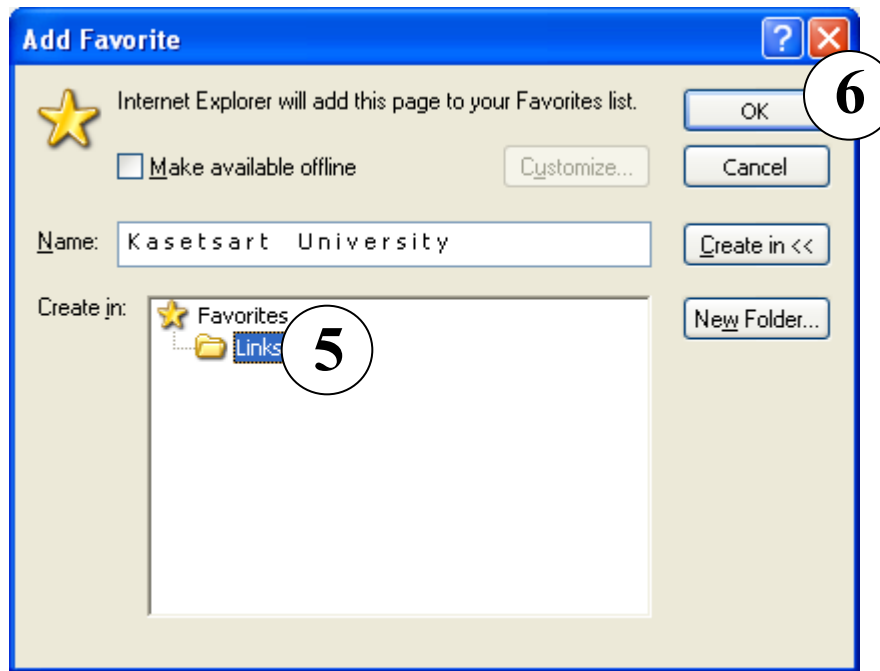 Add Favorite
Internet Explorer will add this page to your Favorites list.
OK
6
Make available offline
Customize...
Cancel
Name:
Kasetsart University
Create in <<
Create in:
Favorites
New Folder...
Links
5